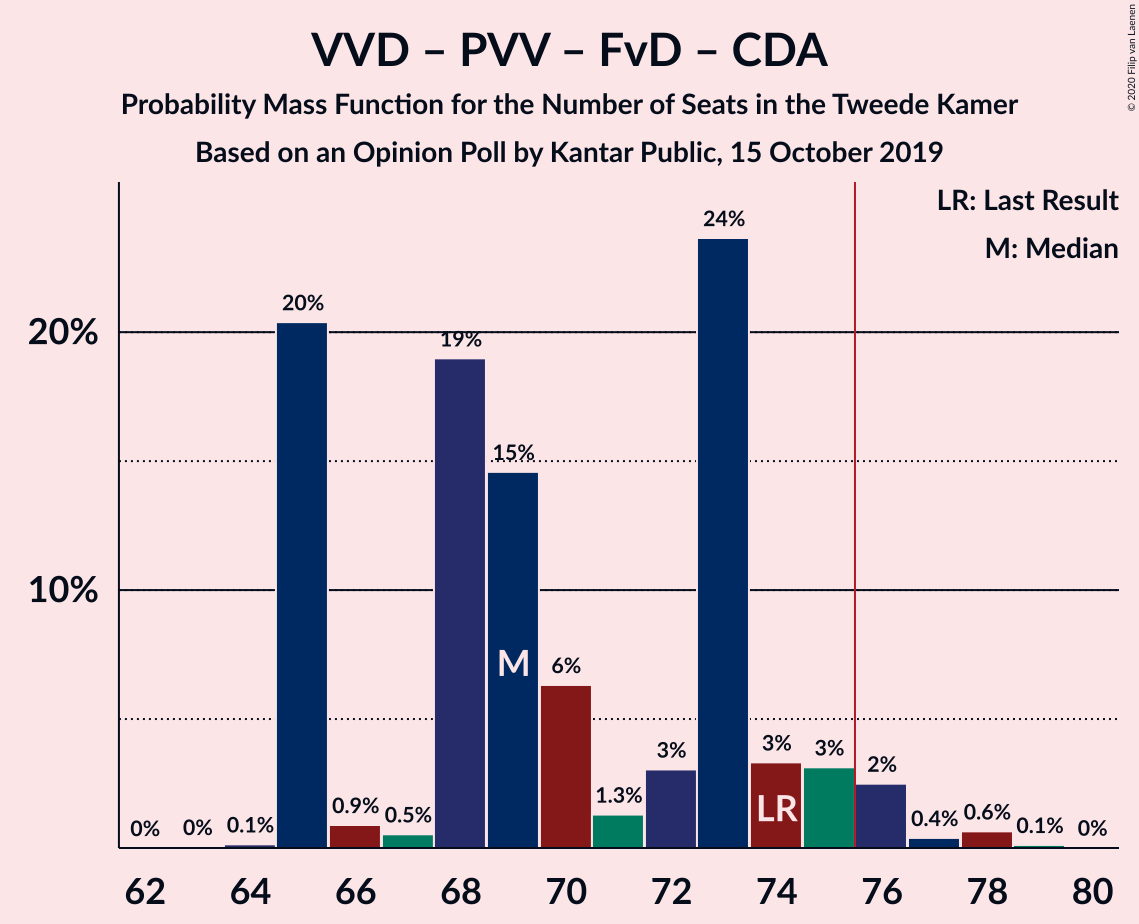 VVD – PVV – FvD – CDA
Probability Mass Function for the Number of Seats in the Tweede Kamer
Based on an Opinion Poll by Kantar Public, 15 October 2019
© 2020 Filip van Laenen
LR: Last Result
M: Median
20%
10%
0%
0%
0.1%
20%
0.9%
0.5%
19%
15%
6%
1.3%
3%
24%
3%
3%
2%
0.4%
0.6%
0.1%
0%
M
LR
62 64 66 68 70 72 74 76 78 80